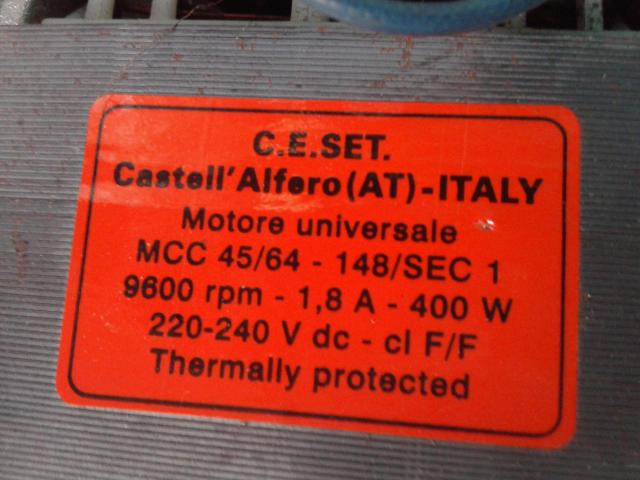 C.E.SET.
Castell'Alfero (AT)-ITALY
Motore universale
MCC 45/64 - 148/SEC 1
9600 rpm - 1,8 A - 400 W
220-240 V dc - cl F/F
Thermally protected